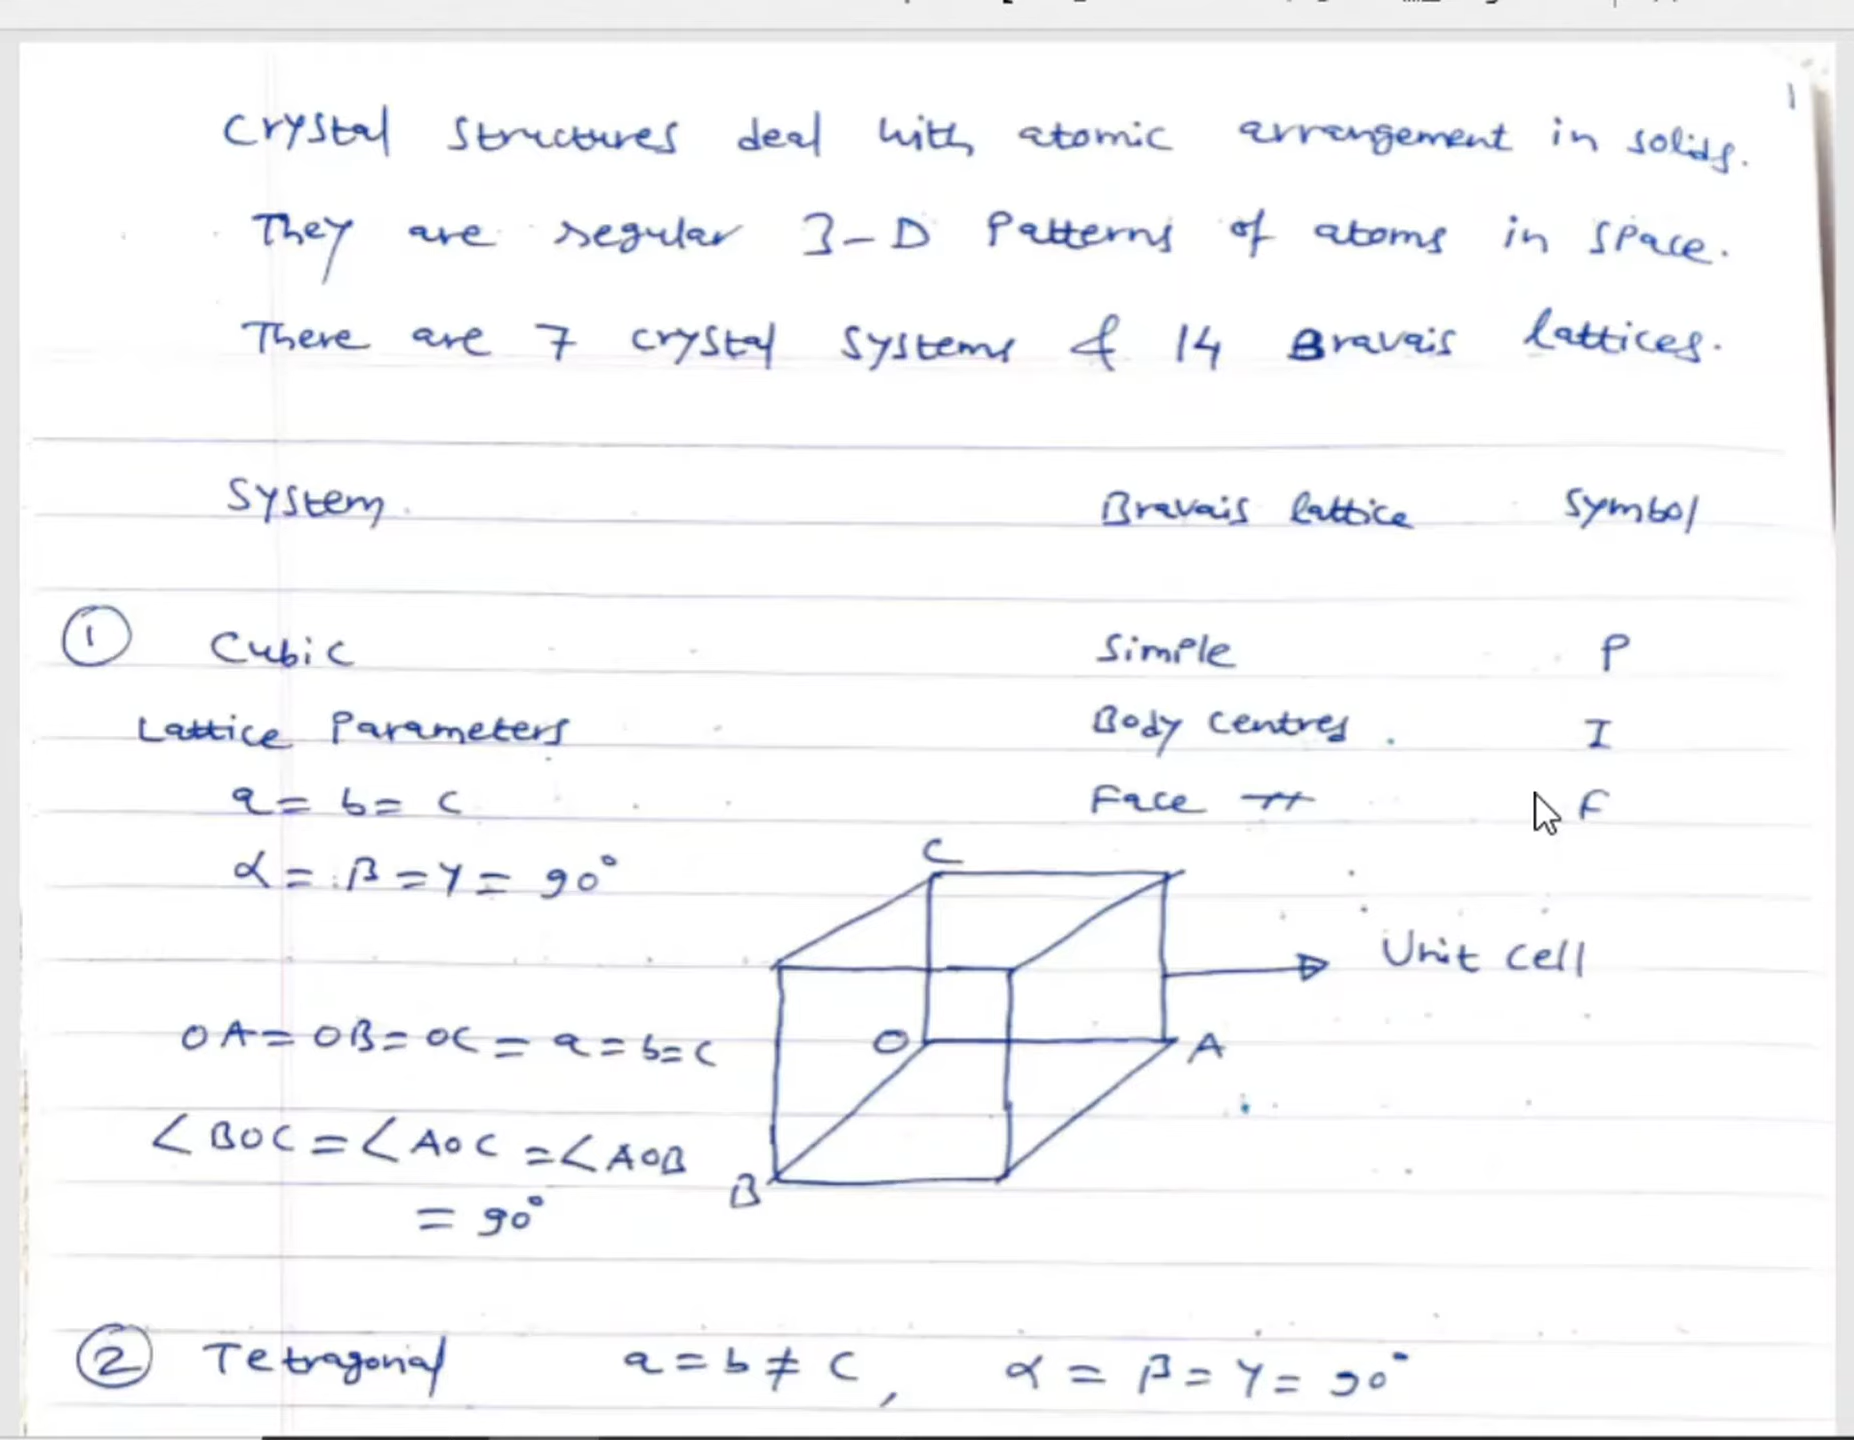 1
Crystal structures deal with atomic arrangement in solids.
They are regular 3-D Patterns of atoms in space.
There are 7 crystal systems & 14 Bravais lattices.
System. Bravais lattice Symbol
① Cubic Simple P
Lattice Parameters Body Centred. I
a = b = c Face —〃— F
α = β = γ = 90°
C
Unit cell
OA = OB = OC = a = b = c O A
∠BOC = ∠AOC = ∠AOB
B
= 90°
② Tetragonal a = b ≠ c, α = β = γ = 90°